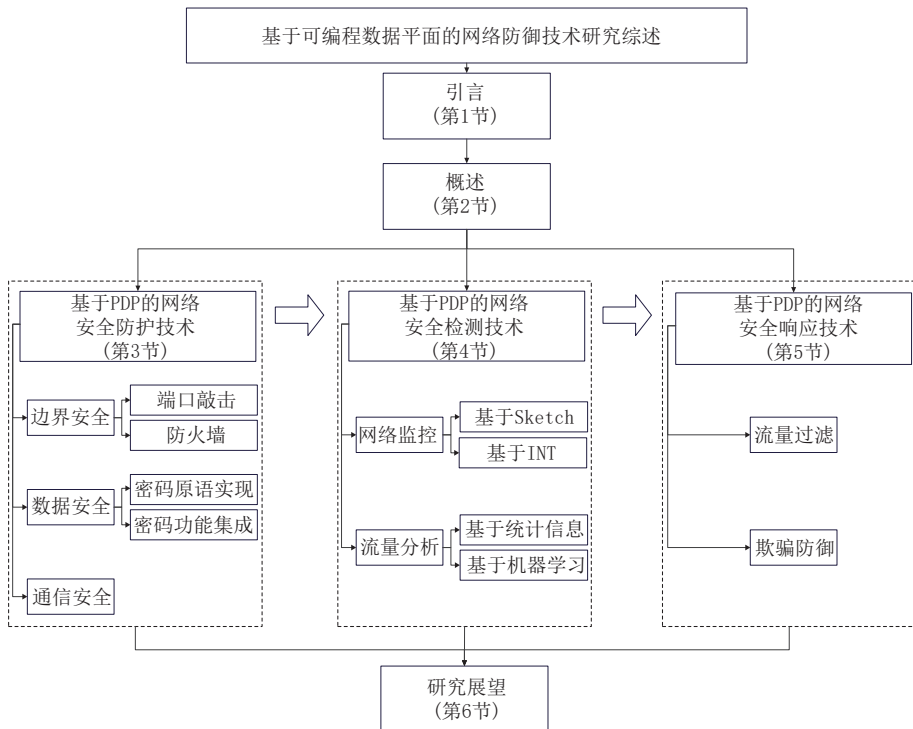 基于可编程数据平面的网络防御技术研究综述
引言
(第1节)
概述
(第2节)
基于PDP的网络
安全防护技术
(第3节)
边界安全
端口敲击
防火墙
数据安全
密码原语实现
密码功能集成
通信安全
基于PDP的网络
安全检测技术
(第4节)
网络监控
基于Sketch
基于INT
流量分析
基于统计信息
基于机器学习
基于PDP的网络
安全响应技术
(第5节)
流量过滤
欺骗防御
研究展望
(第6节)